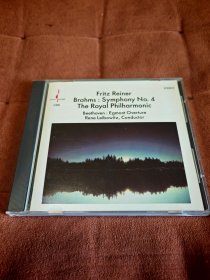 Fritz Reiner
Brahms : Symphony No. 4
The Royal Philharmonic
Beethoven : Egmont Overture
Rene Leibowitz, Conductor